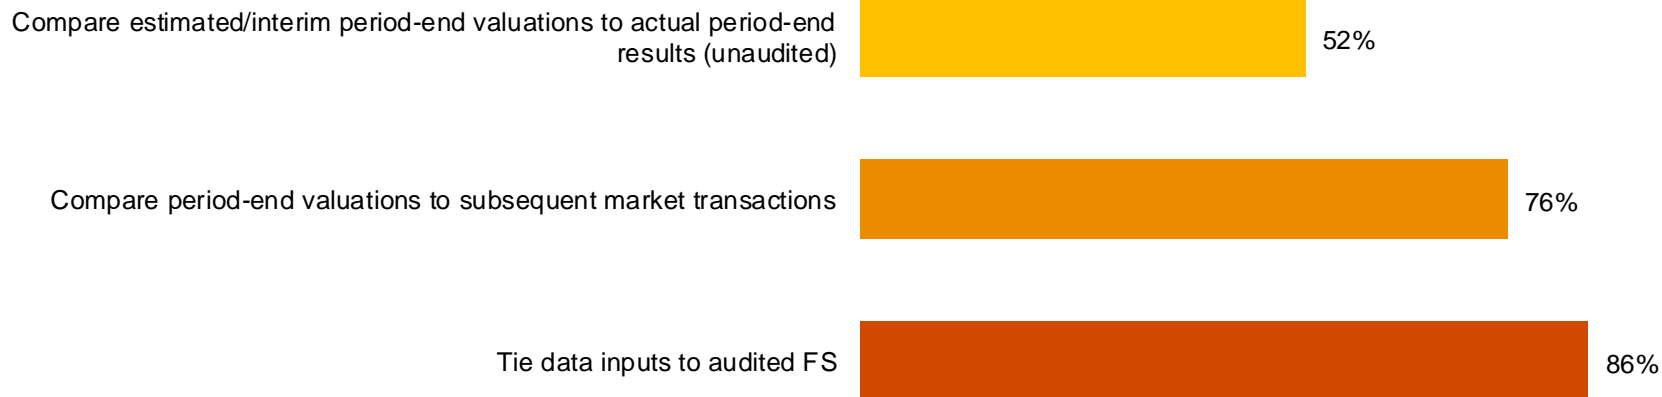 Compare estimated/interim period-end valuations to actual period-end
results (unaudited)
52%
Compare period-end valuations to subsequent market transactions
76%
Tie data inputs to audited FS
86%